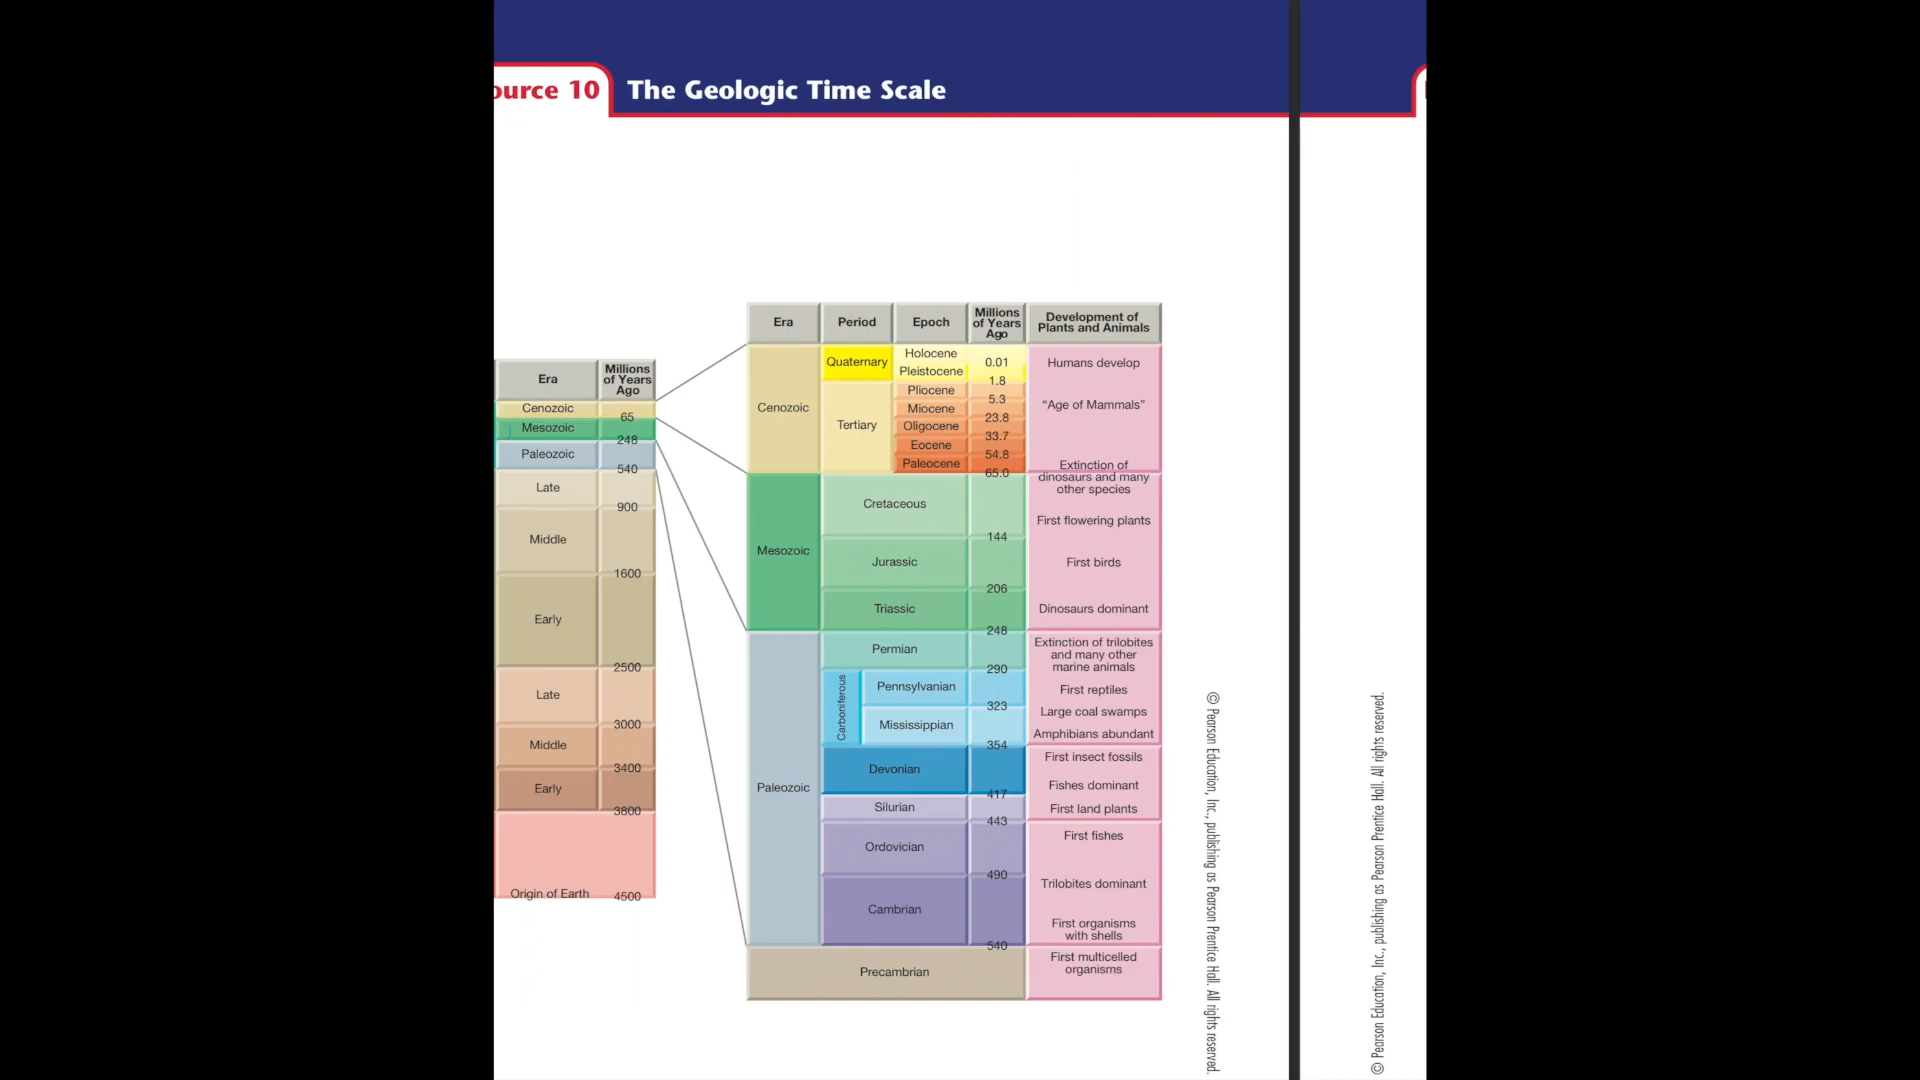 ource 10
The Geologic Time Scale
Era
Millions
of Years
Ago
Cenozoic
65
Mesozoic
248
Paleozoic
540
Late
900
Middle
1600
Early
2500
Late
3000
Middle
3400
Early
3800
Origin of Earth
4500
Era
Period
Epoch
Millions
of Years
Ago
Development of
Plants and Animals
Cenozoic
Quaternary
Holocene
0.01
Pleistocene
1.8
Humans develop
Tertiary
Pliocene
5.3
Miocene
23.8
Oligocene
33.7
Eocene
54.8
Paleocene
65.0
"Age of Mammals"
Extinction of
dinosaurs and many
other species
Mesozoic
Cretaceous
144
First flowering plants
Jurassic
206
First birds
Triassic
248
Dinosaurs dominant
Paleozoic
Permian
290
Extinction of trilobites
and many other
marine animals
Carboniferous
Pennsylvanian
323
First reptiles
Large coal swamps
Mississippian
354
Amphibians abundant
Devonian
417
First insect fossils
Fishes dominant
Silurian
443
First land plants
Ordovician
490
First fishes
Trilobites dominant
Cambrian
540
First organisms
with shells
Precambrian
First multicelled
organisms
© Pearson Education, Inc., publishing as Pearson Prentice Hall. All rights reserved.
© Pearson Education, Inc., publishing as Pearson Prentice Hall. All rights reserved.